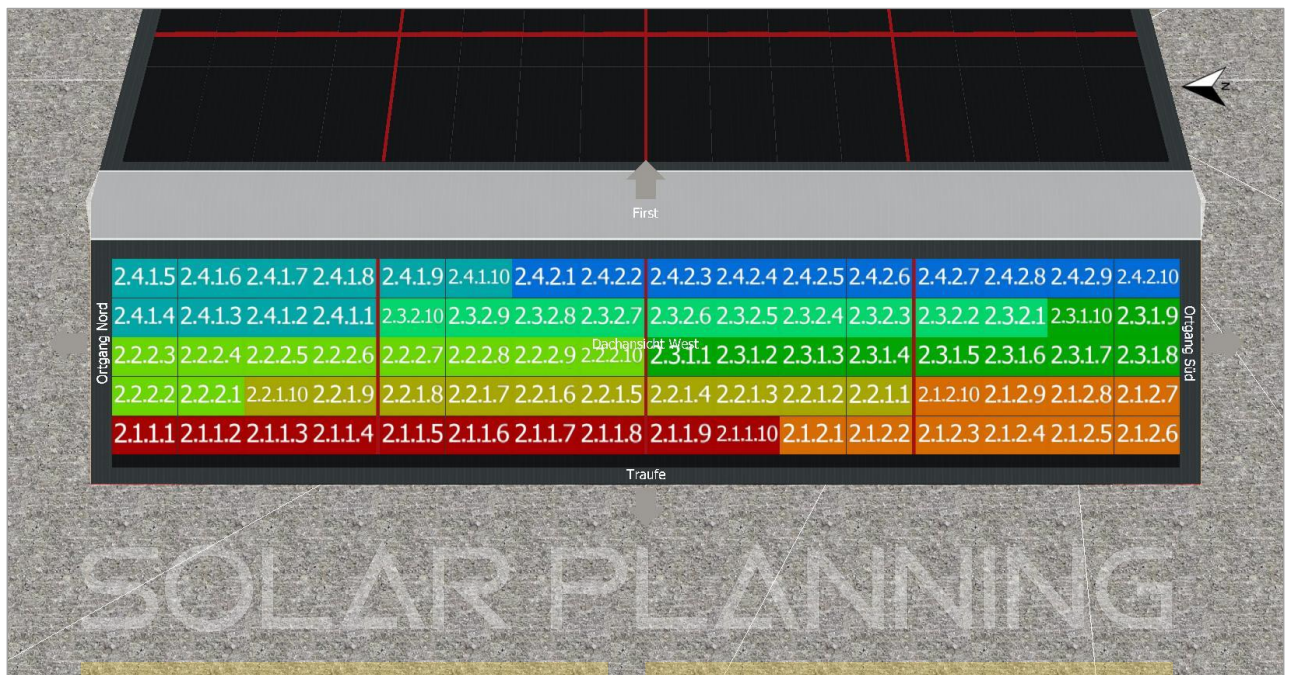 N
First
2.4.1.5 2.4.1.6 2.4.1.7 2.4.1.8 2.4.1.9 2.4.1.10 2.4.2.1 2.4.2.2 2.4.2.3 2.4.2.4 2.4.2.5 2.4.2.6 2.4.2.7 2.4.2.8 2.4.2.9 2.4.2.10
Ortgang Nord
2.4.1.4 2.4.1.3 2.4.1.2 2.4.1.1 2.3.2.10 2.3.2.9 2.3.2.8 2.3.2.7 2.3.2.6 2.3.2.5 2.3.2.4 2.3.2.3 2.3.2.2 2.3.2.1 2.3.1.10 2.3.1.9
Ortgang Süd
Dachansicht West
2.2.2.3 2.2.2.4 2.2.2.5 2.2.2.6 2.2.2.7 2.2.2.8 2.2.2.9 2.2.2.10 2.3.1.1 2.3.1.2 2.3.1.3 2.3.1.4 2.3.1.5 2.3.1.6 2.3.1.7 2.3.1.8
2.2.2.2 2.2.2.1 2.2.1.10 2.2.1.9 2.2.1.8 2.2.1.7 2.2.1.6 2.2.1.5 2.2.1.4 2.2.1.3 2.2.1.2 2.2.1.1 2.1.2.10 2.1.2.9 2.1.2.8 2.1.2.7
2.1.1.1 2.1.1.2 2.1.1.3 2.1.1.4 2.1.1.5 2.1.1.6 2.1.1.7 2.1.1.8 2.1.1.9 2.1.1.10 2.1.2.1 2.1.2.2 2.1.2.3 2.1.2.4 2.1.2.5 2.1.2.6
Traufe
SOLAR PLANNING